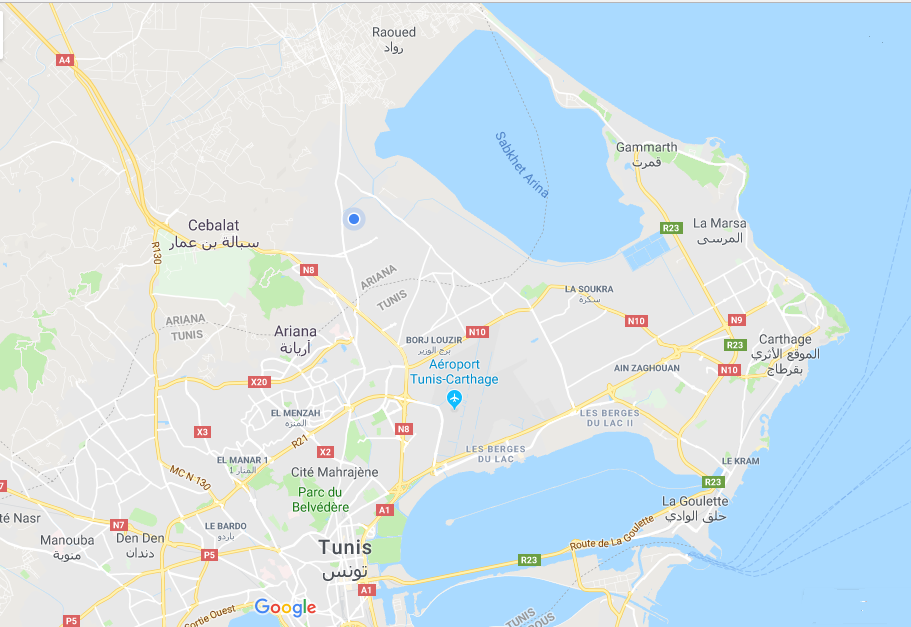 Raoued
رواد
A4
Sabkhet Arina
Gammarth
ڨمرت
Cebalat
سبالة بن عمار
R130
R23
La Marsa
المرسى
N8
ARIANA
TUNIS
LA SOUKRA
سكرة
ARIANA
TUNIS
Ariana
أريانة
BORJ LOUZIR
برج الوزير
N10
N10
N9
R23
Carthage
الموقع الأثري
بقرطاج
Aéroport
Tunis-Carthage
AIN ZAGHOUAN
N10
X20
EL MENZAH
المنزه
LES BERGES
DU LAC II
X3
R21
N8
X2
LES BERGES
DU LAC
EL MANAR 1
المنار 1
MC N 130
Cité Mahrajène
LE KRAM
R23
Parc du
Belvédère
La Goulette
حلق الوادي
A1
té Nasr
N7
LE BARDO
باردو
Manouba
منوبة
Den Den
دندان
P5
Tunis
تونس
R23
Route de La Goulette
A1
Google
ortie Ouest
P5
TUNIS
OUS